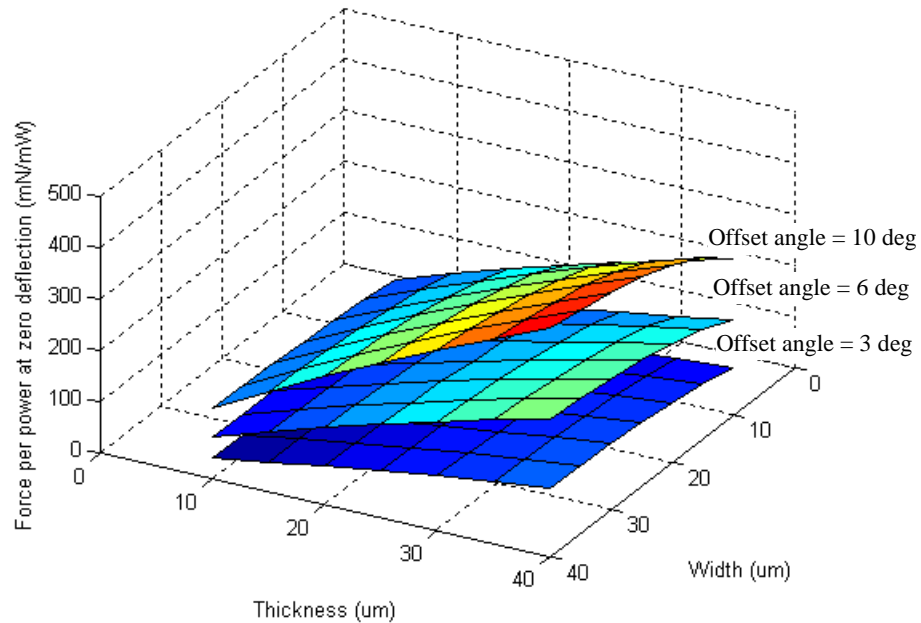 Force per power at zero deflection (mN/mW)
500
400
300
200
100
0
Offset angle = 10 deg
Offset angle = 6 deg
Offset angle = 3 deg
0
10
20
30
40
Thickness (um)
0
10
20
30
40
Width (um)